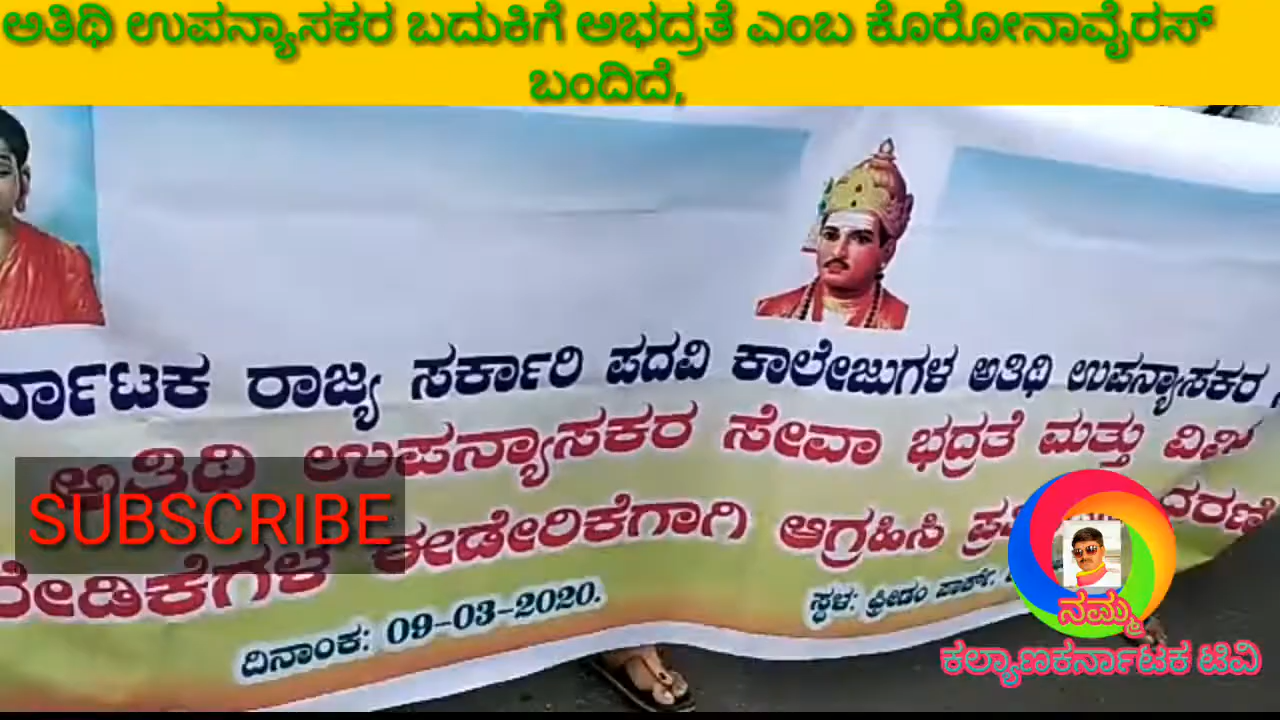 ಅತಿಥಿ ಉಪನ್ಯಾಸಕರ ಬದುಕಿಗೆ ಅಭದ್ರತೆ ಎಂಬ ಕೊರೋನಾವೈರಸ್
ಬಂದಿದೆ,
ರ್ನಾಟಕ ರಾಜ್ಯ ಸರ್ಕಾರಿ ಪದವಿ ಕಾಲೇಜುಗಳ ಅತಿಥಿ ಉಪನ್ಯಾಸಕರ
ಅತಿಥಿ ಉಪನ್ಯಾಸಕರ ಸೇವಾ ಭದ್ರತೆ ಮತ್ತು
SUBSCRIBE
ರೇಡಿಕೆಗಳ ಈಡೇರಿಕೆಗಾಗಿ ಆಗ್ರಹಿಸಿ
ದಿನಾಂಕ: 09-03-2020.
ಸ್ಥಳ: ಫ್ರೀಡಂ ಪಾರ್ಕ್,
ನಮ್ಮ
ಕಲ್ಯಾಣಕರ್ನಾಟಕ ಟಿವಿ